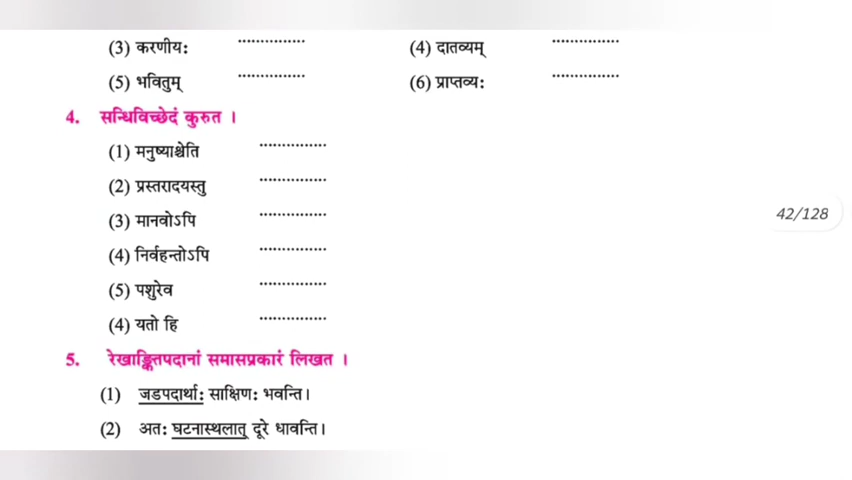 (3) करणीयः ............... (4) दातव्यम् ...............
(5) भवितुम् ............... (6) प्राप्तव्यः ...............
4. सन्धिविच्छेदं कुरुत ।
(1) मनुष्याश्चेति ...............
(2) प्रस्तरादयस्तु ...............
42/128
(3) मानवोऽपि ...............
(4) निर्वहन्तोऽपि ...............
(5) पशुरेव ...............
(4) यतो हि ...............
5. रेखाङ्कितपदानां समासप्रकारं लिखत ।
(1) जडपदार्थाः साक्षिणः भवन्ति।
(2) अतः घटनास्थलात् दूरे धावन्ति।